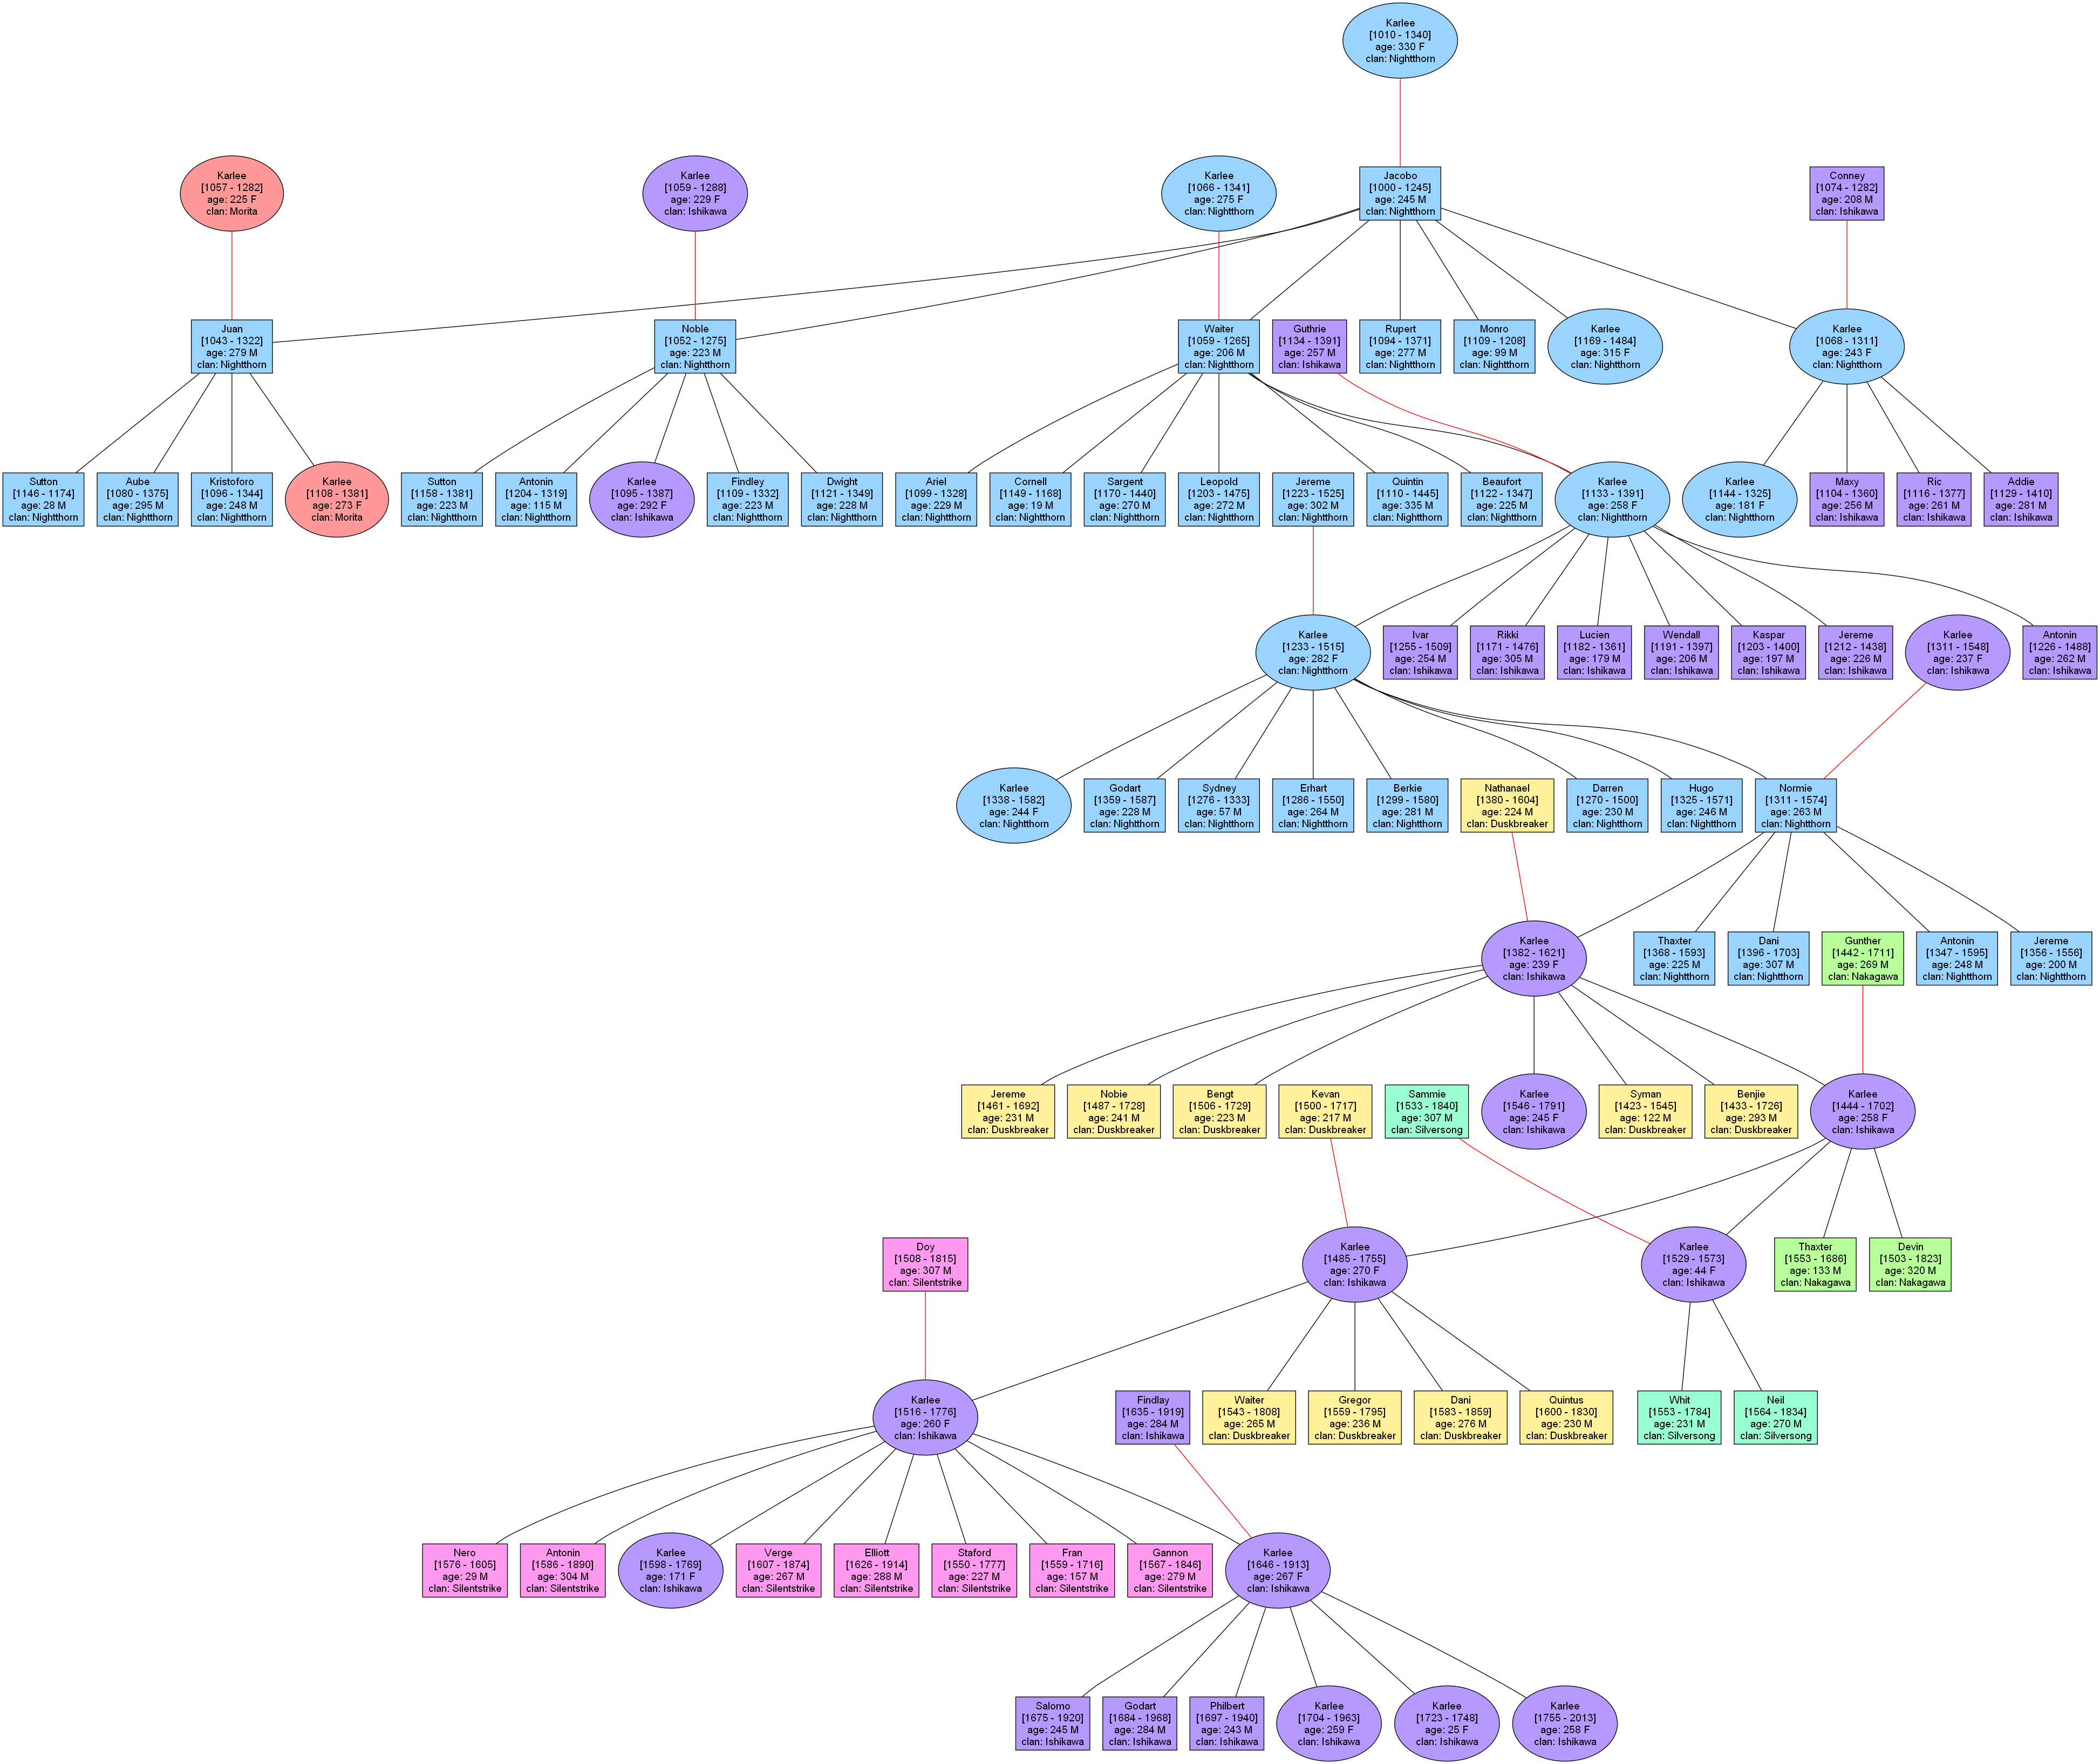 Karlee
[1010 - 1340]
age: 330 F
clan: Nightthorn
Karlee
[1057 - 1282]
age: 225 F
clan: Morita
Karlee
[1059 - 1288]
age: 229 F
clan: Ishikawa
Karlee
[1066 - 1341]
age: 275 F
clan: Nightthorn
Jacobo
[1000 - 1245]
age: 245 M
clan: Nightthorn
Conney
[1074 - 1282]
age: 208 M
clan: Ishikawa
Juan
[1043 - 1322]
age: 279 M
clan: Nightthorn
Noble
[1052 - 1275]
age: 223 M
clan: Nightthorn
Waiter
[1059 - 1265]
age: 206 M
clan: Nightthorn
Guthrie
[1134 - 1391]
age: 257 M
clan: Ishikawa
Rupert
[1094 - 1371]
age: 277 M
clan: Nightthorn
Monro
[1109 - 1208]
age: 99 M
clan: Nightthorn
Karlee
[1169 - 1484]
age: 315 F
clan: Nightthorn
Karlee
[1068 - 1311]
age: 243 F
clan: Nightthorn
Sutton
[1146 - 1174]
age: 28 M
clan: Nightthorn
Aube
[1080 - 1375]
age: 295 M
clan: Nightthorn
Kristoforo
[1096 - 1344]
age: 248 M
clan: Nightthorn
Karlee
[1108 - 1381]
age: 273 F
clan: Morita
Sutton
[1158 - 1381]
age: 223 M
clan: Nightthorn
Antonin
[1204 - 1319]
age: 115 M
clan: Nightthorn
Karlee
[1095 - 1387]
age: 292 F
clan: Ishikawa
Findley
[1109 - 1332]
age: 223 M
clan: Nightthorn
Dwight
[1121 - 1349]
age: 228 M
clan: Nightthorn
Ariel
[1099 - 1328]
age: 229 M
clan: Nightthorn
Cornell
[1149 - 1168]
age: 19 M
clan: Nightthorn
Sargent
[1170 - 1440]
age: 270 M
clan: Nightthorn
Leopold
[1203 - 1475]
age: 272 M
clan: Nightthorn
Jereme
[1223 - 1525]
age: 302 M
clan: Nightthorn
Quintin
[1110 - 1445]
age: 335 M
clan: Nightthorn
Beaufort
[1122 - 1347]
age: 225 M
clan: Nightthorn
Karlee
[1133 - 1391]
age: 258 F
clan: Nightthorn
Karlee
[1144 - 1325]
age: 181 F
clan: Nightthorn
Maxy
[1104 - 1360]
age: 256 M
clan: Ishikawa
Ric
[1116 - 1377]
age: 261 M
clan: Ishikawa
Addie
[1129 - 1410]
age: 281 M
clan: Ishikawa
Karlee
[1233 - 1515]
age: 282 F
clan: Nightthorn
Ivar
[1255 - 1509]
age: 254 M
clan: Ishikawa
Rikki
[1171 - 1476]
age: 305 M
clan: Ishikawa
Lucien
[1182 - 1361]
age: 179 M
clan: Ishikawa
Wendall
[1191 - 1397]
age: 206 M
clan: Ishikawa
Kaspar
[1203 - 1400]
age: 197 M
clan: Ishikawa
Jereme
[1212 - 1438]
age: 226 M
clan: Ishikawa
Karlee
[1311 - 1548]
age: 237 F
clan: Ishikawa
Antonin
[1226 - 1488]
age: 262 M
clan: Ishikawa
Karlee
[1338 - 1582]
age: 244 F
clan: Nightthorn
Godart
[1359 - 1587]
age: 228 M
clan: Nightthorn
Sydney
[1276 - 1333]
age: 57 M
clan: Nightthorn
Erhart
[1286 - 1550]
age: 264 M
clan: Nightthorn
Berkie
[1299 - 1580]
age: 281 M
clan: Nightthorn
Nathanael
[1380 - 1604]
age: 224 M
clan: Duskbreaker
Darren
[1270 - 1500]
age: 230 M
clan: Nightthorn
Hugo
[1325 - 1571]
age: 246 M
clan: Nightthorn
Normie
[1311 - 1574]
age: 263 M
clan: Nightthorn
Karlee
[1382 - 1621]
age: 239 F
clan: Ishikawa
Thaxter
[1368 - 1593]
age: 225 M
clan: Nightthorn
Dani
[1396 - 1703]
age: 307 M
clan: Nightthorn
Gunther
[1442 - 1711]
age: 269 M
clan: Nakagawa
Antonin
[1347 - 1595]
age: 248 M
clan: Nightthorn
Jereme
[1356 - 1556]
age: 200 M
clan: Nightthorn
Jereme
[1461 - 1692]
age: 231 M
clan: Duskbreaker
Nobie
[1487 - 1728]
age: 241 M
clan: Duskbreaker
Bengt
[1506 - 1729]
age: 223 M
clan: Duskbreaker
Kevan
[1500 - 1717]
age: 217 M
clan: Duskbreaker
Sammie
[1533 - 1840]
age: 307 M
clan: Silversong
Karlee
[1546 - 1791]
age: 245 F
clan: Ishikawa
Syman
[1423 - 1545]
age: 122 M
clan: Duskbreaker
Benjie
[1433 - 1726]
age: 293 M
clan: Duskbreaker
Karlee
[1444 - 1702]
age: 258 F
clan: Ishikawa
Doy
[1508 - 1815]
age: 307 M
clan: Silentstrike
Karlee
[1485 - 1755]
age: 270 F
clan: Ishikawa
Karlee
[1529 - 1573]
age: 44 F
clan: Ishikawa
Thaxter
[1553 - 1686]
age: 133 M
clan: Nakagawa
Devin
[1503 - 1823]
age: 320 M
clan: Nakagawa
Karlee
[1516 - 1776]
age: 260 F
clan: Ishikawa
Findlay
[1635 - 1919]
age: 284 M
clan: Ishikawa
Waiter
[1543 - 1808]
age: 265 M
clan: Duskbreaker
Gregor
[1559 - 1795]
age: 236 M
clan: Duskbreaker
Dani
[1583 - 1859]
age: 276 M
clan: Duskbreaker
Quintus
[1600 - 1830]
age: 230 M
clan: Duskbreaker
Whit
[1553 - 1784]
age: 231 M
clan: Silversong
Neil
[1564 - 1834]
age: 270 M
clan: Silversong
Nero
[1576 - 1605]
age: 29 M
clan: Silentstrike
Antonin
[1586 - 1890]
age: 304 M
clan: Silentstrike
Karlee
[1598 - 1769]
age: 171 F
clan: Ishikawa
Verge
[1607 - 1874]
age: 267 M
clan: Silentstrike
Elliott
[1626 - 1914]
age: 288 M
clan: Silentstrike
Staford
[1550 - 1777]
age: 227 M
clan: Silentstrike
Fran
[1559 - 1716]
age: 157 M
clan: Silentstrike
Gannon
[1567 - 1846]
age: 279 M
clan: Silentstrike
Karlee
[1646 - 1913]
age: 267 F
clan: Ishikawa
Salomo
[1675 - 1920]
age: 245 M
clan: Ishikawa
Godart
[1684 - 1968]
age: 284 M
clan: Ishikawa
Philbert
[1697 - 1940]
age: 243 M
clan: Ishikawa
Karlee
[1704 - 1963]
age: 259 F
clan: Ishikawa
Karlee
[1723 - 1748]
age: 25 F
clan: Ishikawa
Karlee
[1755 - 2013]
age: 258 F
clan: Ishikawa